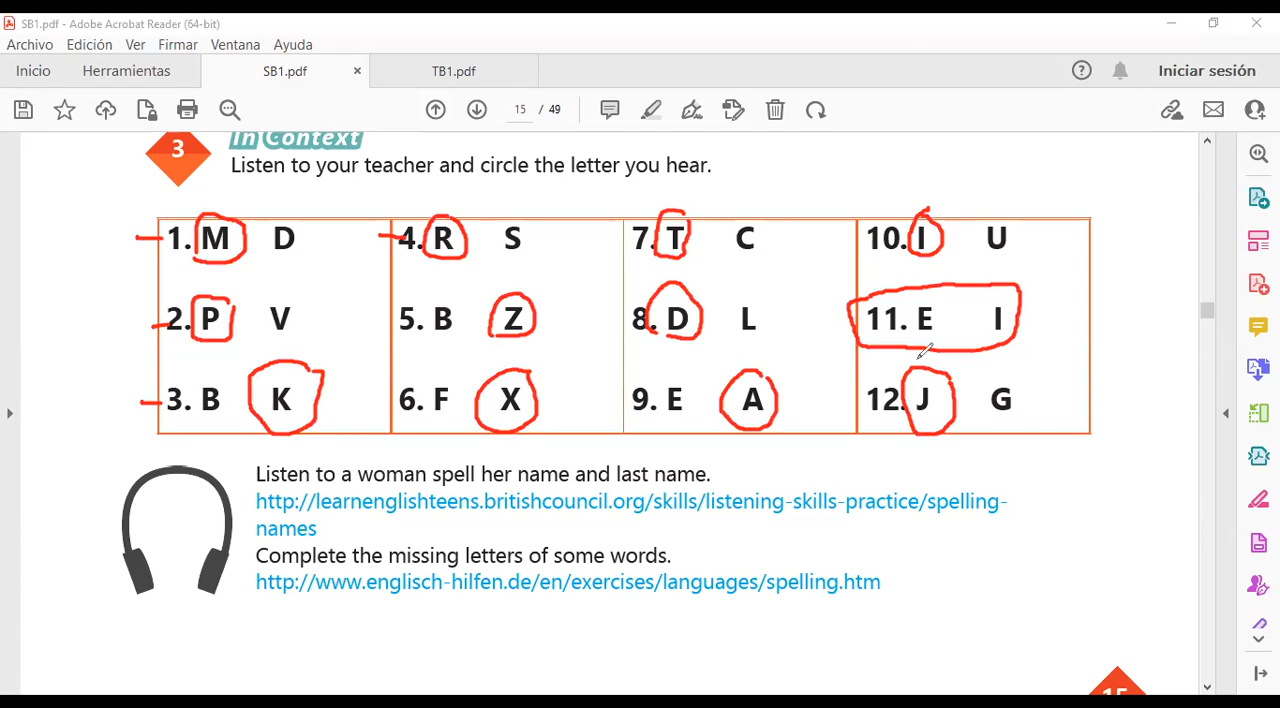 SB1.pdf - Adobe Acrobat Reader (64-bit)
Archivo Edición Ver Firmar Ventana Ayuda
Inicio Herramientas SB1.pdf × TB1.pdf Iniciar sesión
15 / 49
3 In Context
Listen to your teacher and circle the letter you hear.
1. M D 4. R S 7. T C 10. I U
2. P V 5. B Z 8. D L 11. E I
3. B K 6. F X 9. E A 12. J G
Listen to a woman spell her name and last name.
http://learnenglishteens.britishcouncil.org/skills/listening-skills-practice/spelling-
names
Complete the missing letters of some words.
http://www.englisch-hilfen.de/en/exercises/languages/spelling.htm
15